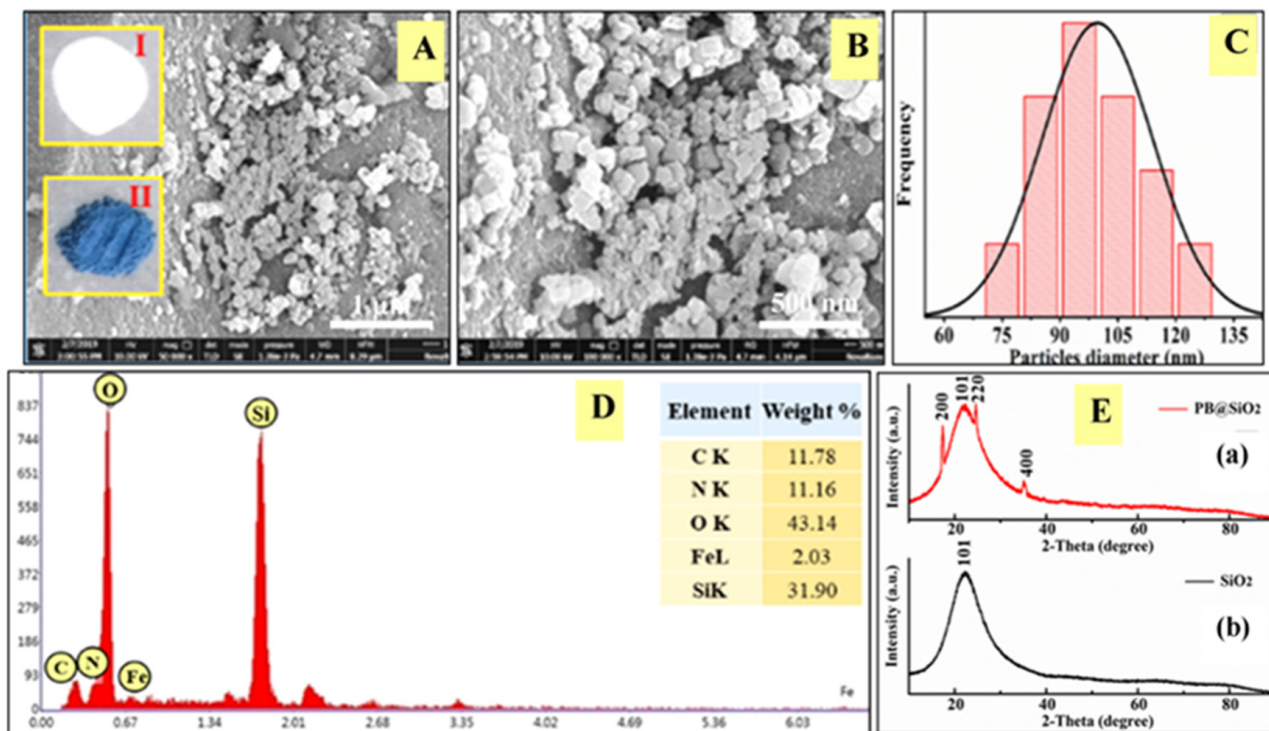 I
A
II
1 μm
B
500 nm
C
Frequency
60 75 90 105 120 135
Particles diameter (nm)
D
O
Si
C
N
Fe
837
744
651
558
465
372
279
186
93
0
0.00 0.67 1.34 2.01 2.68 3.35 4.02 4.69 5.36 6.03
Fe
Element Weight %
C K 11.78
N K 11.16
O K 43.14
FeL 2.03
SiK 31.90
E
200 101 220
400
PB@SiO2
(a)
Intensity (a.u.)
20 40 60 80
2-Theta (degree)
101
SiO2
(b)
Intensity (a.u.)
20 40 60 80
2-Theta (degree)